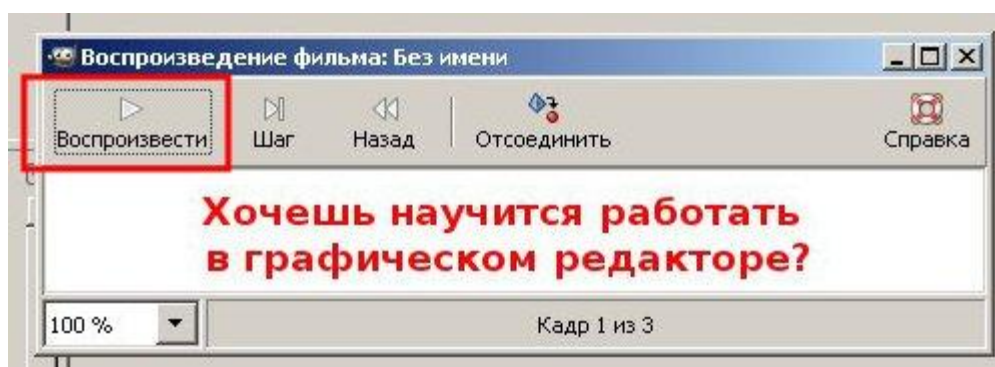 Воспроизведение фильма: Без имени
Воспроизвести Шаг Назад Отсоединить Справка
Хочешь научится работать
в графическом редакторе?
100 % Кадр 1 из 3